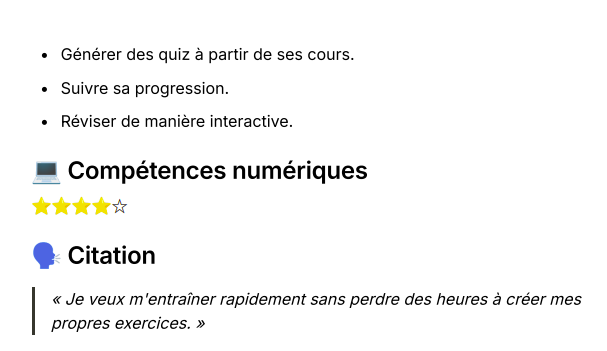 • Générer des quiz à partir de ses cours.
• Suivre sa progression.
• Réviser de manière interactive.
💻 Compétences numériques
⭐⭐⭐⭐☆
🗣️ Citation
« Je veux m'entraîner rapidement sans perdre des heures à créer mes
propres exercices. »